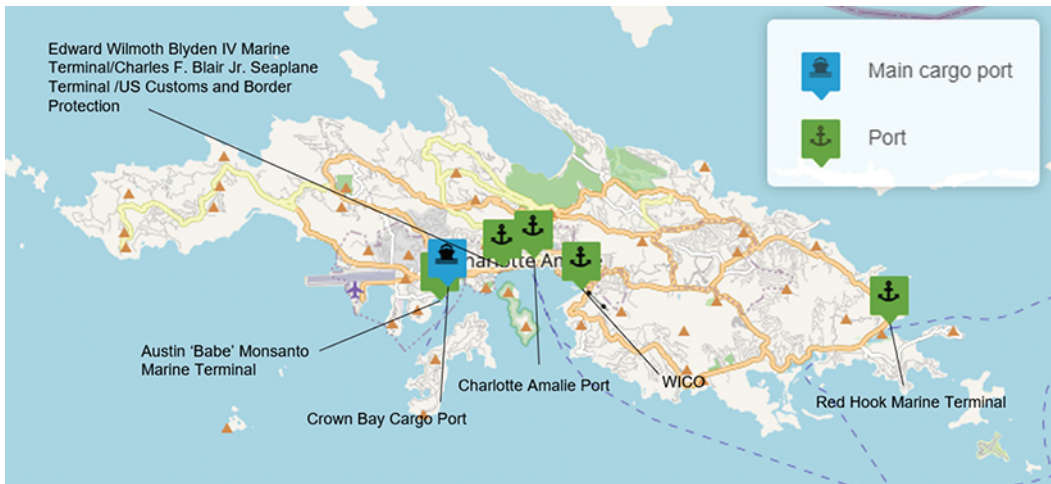 Edward Wilmoth Blyden IV Marine
Terminal/Charles F. Blair Jr. Seaplane
Terminal /US Customs and Border
Protection
Main cargo port
Port
Austin ‘Babe’ Monsanto
Marine Terminal
Crown Bay Cargo Port
Charlotte Amalie Port
WICO
Red Hook Marine Terminal